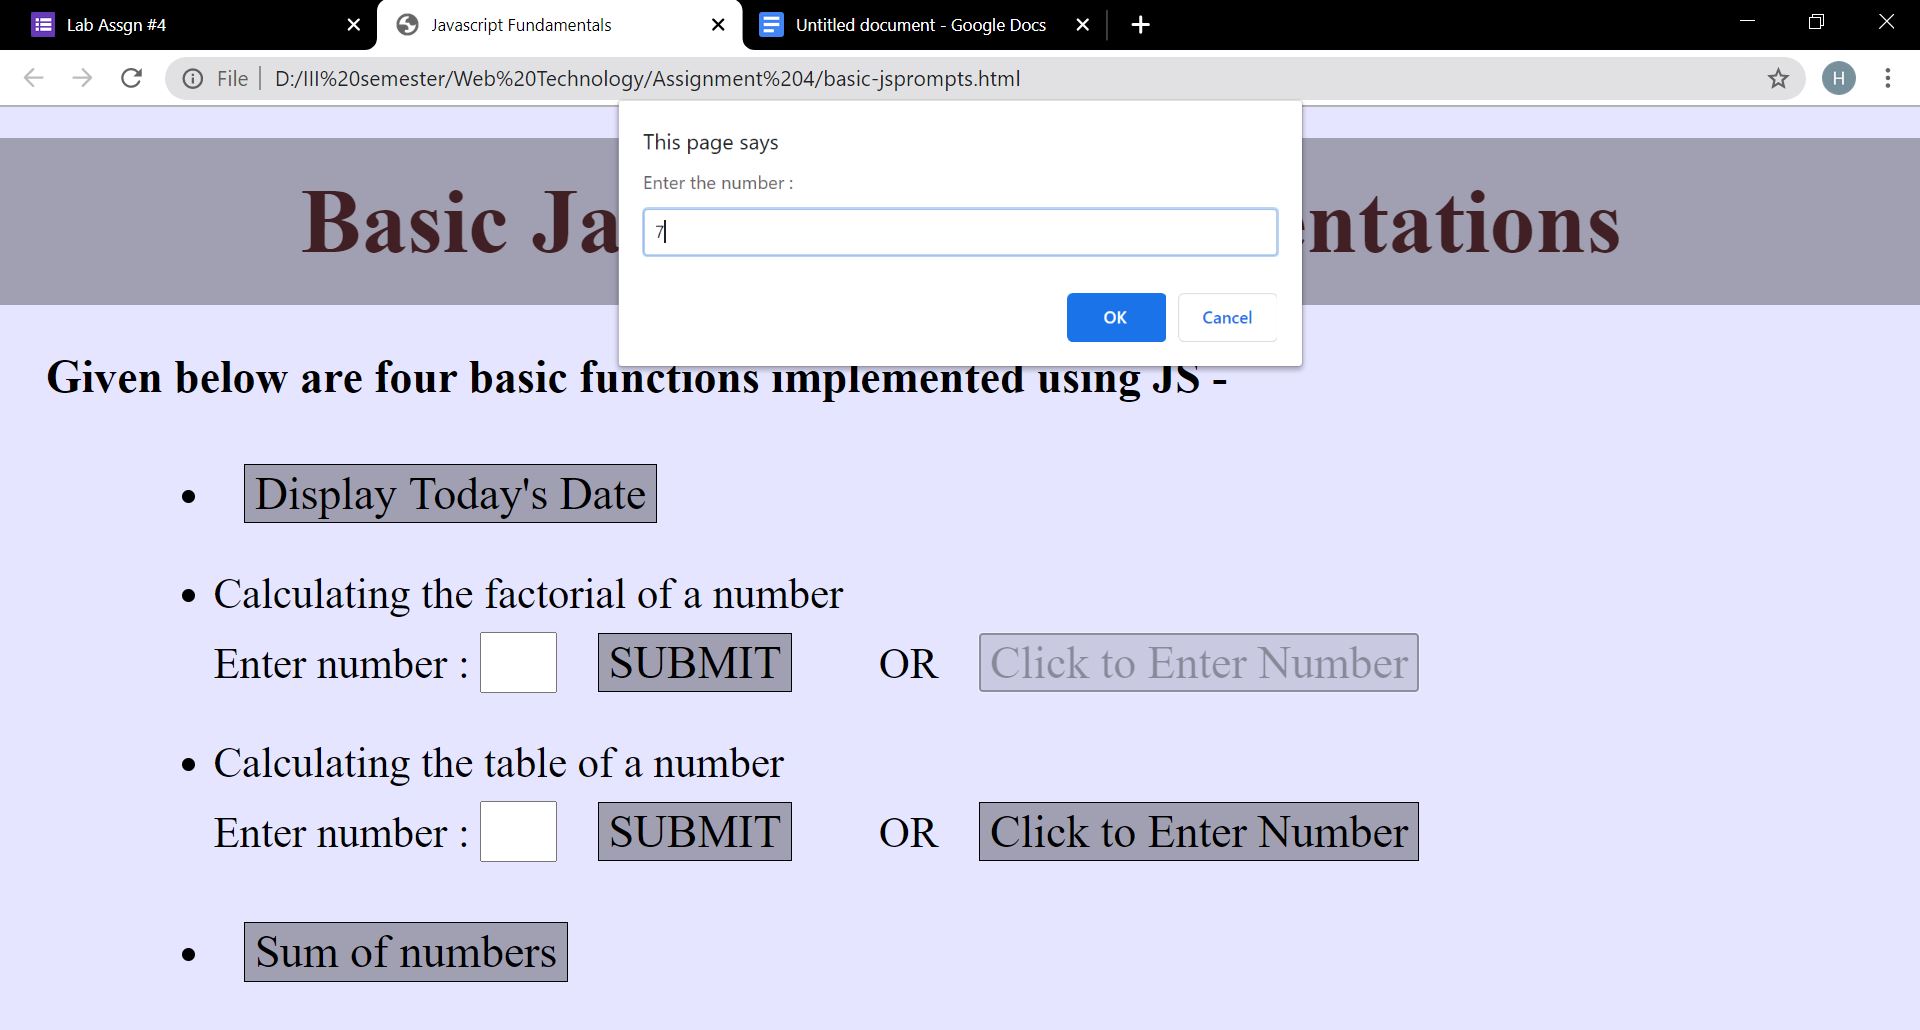 Lab Assgn #4
Javascript Fundamentals
Untitled document - Google Docs
File
D:/III%20semester/Web%20Technology/Assignment%204/basic-jsprompts.html
H
This page says
Enter the number :
7
OK
Cancel
Basic Ja
ntations
Given below are four basic functions implemented using JS -
• Display Today's Date
• Calculating the factorial of a number
Enter number : SUBMIT OR Click to Enter Number
• Calculating the table of a number
Enter number : SUBMIT OR Click to Enter Number
• Sum of numbers